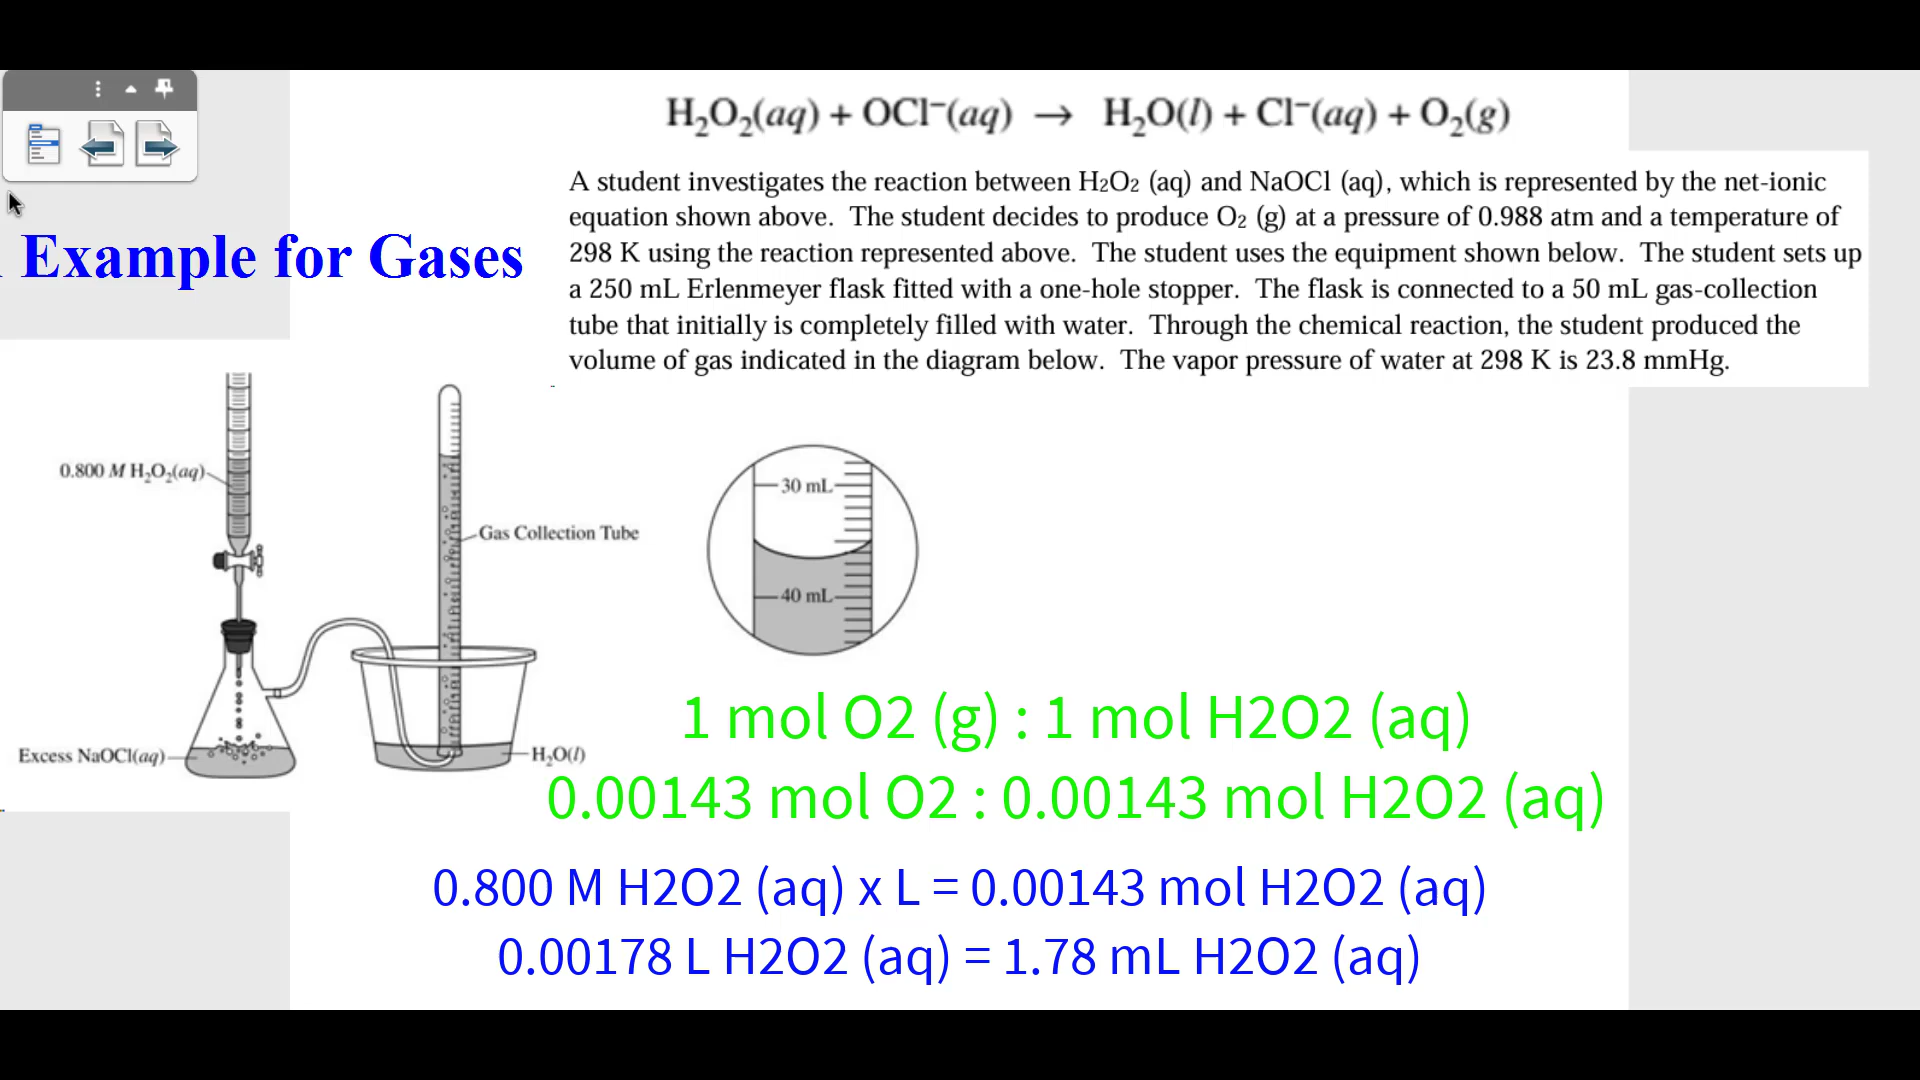 H₂O₂(aq) + OCl⁻(aq) → H₂O(l) + Cl⁻(aq) + O₂(g)
A student investigates the reaction between H₂O₂ (aq) and NaOCl (aq), which is represented by the net-ionic
equation shown above. The student decides to produce O₂ (g) at a pressure of 0.988 atm and a temperature of
298 K using the reaction represented above. The student uses the equipment shown below. The student sets up
a 250 mL Erlenmeyer flask fitted with a one-hole stopper. The flask is connected to a 50 mL gas-collection
tube that initially is completely filled with water. Through the chemical reaction, the student produced the
volume of gas indicated in the diagram below. The vapor pressure of water at 298 K is 23.8 mmHg.
Example for Gases
0.800 M H₂O₂(aq)
Gas Collection Tube
Excess NaOCl(aq)
H₂O(l)
30 mL
40 mL
1 mol O2 (g) : 1 mol H2O2 (aq)
0.00143 mol O2 : 0.00143 mol H2O2 (aq)
0.800 M H2O2 (aq) x L = 0.00143 mol H2O2 (aq)
0.00178 L H2O2 (aq) = 1.78 mL H2O2 (aq)